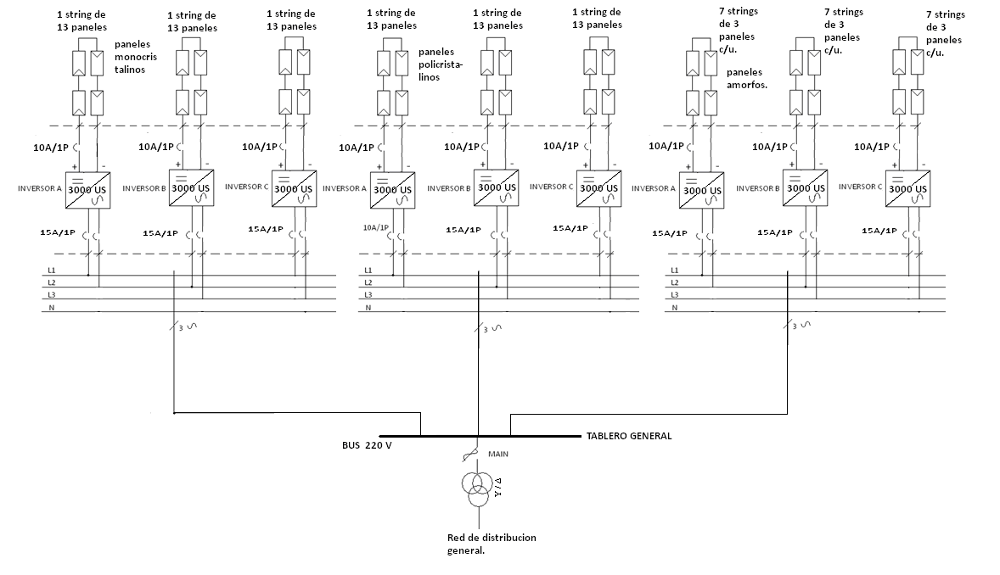 1 string de
13 paneles
1 string de
13 paneles
1 string de
13 paneles
1 string de
13 paneles
1 string de
13 paneles
1 string de
13 paneles
7 strings
de 3
paneles
c/u.
7 strings
de 3
paneles
c/u.
7 strings
de 3
paneles
c/u.
paneles
monocris
talinos
paneles
policrista-
linos
paneles
amorfos.
10A/1P
10A/1P
10A/1P
10A/1P
10A/1P
10A/1P
10A/1P
10A/1P
10A/1P
+ -
+ -
+ -
+ -
+ -
+ -
+ -
+ -
+ -
INVERSOR A 3000 US
INVERSOR B 3000 US
INVERSOR C 3000 US
INVERSOR A 3000 US
INVERSOR B 3000 US
INVERSOR C 3000 US
INVERSOR A 3000 US
INVERSOR B 3000 US
INVERSOR C 3000 US
15A/1P
15A/1P
15A/1P
10A/1P
15A/1P
15A/1P
15A/1P
15A/1P
15A/1P
L1
L2
L3
N
L1
L2
L3
N
L1
L2
L3
N
3
3
3
BUS 220 V
TABLERO GENERAL
MAIN
Y / Δ
Red de distribucion
general.